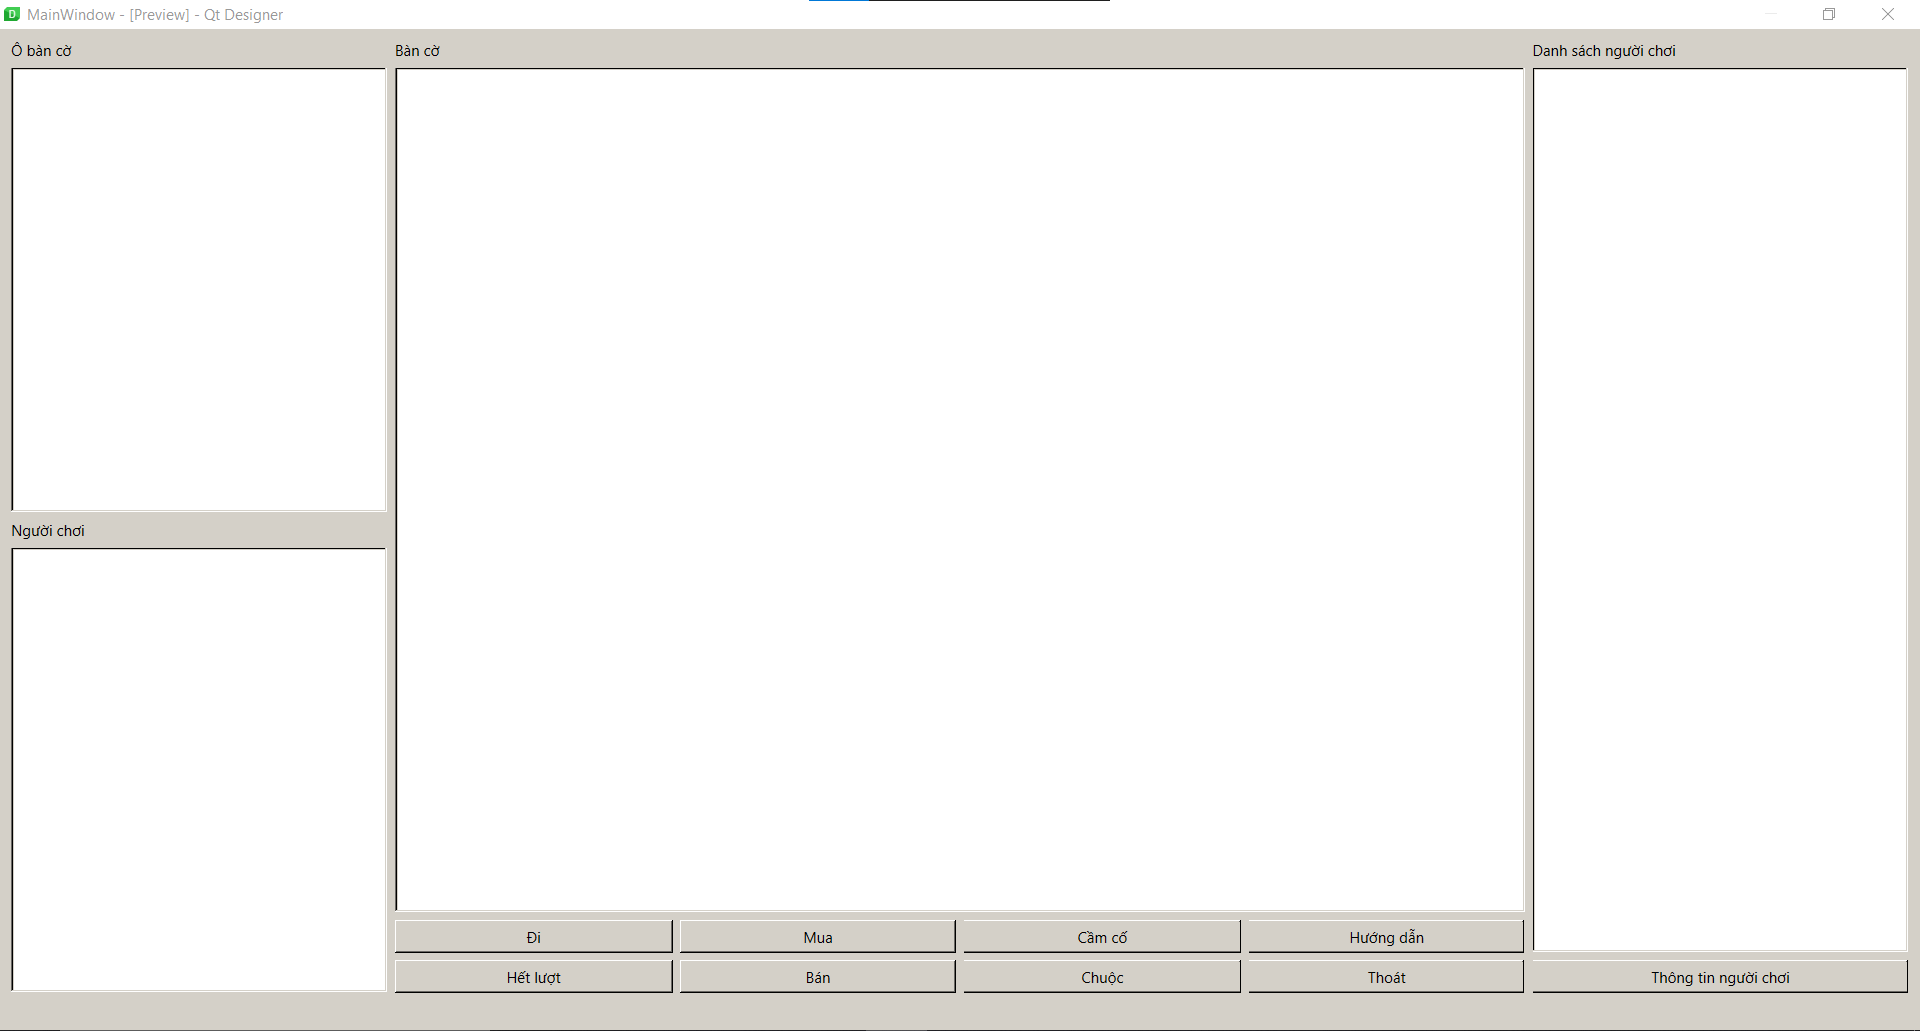 MainWindow - [Preview] - Qt Designer
Ô bàn cờ
Bàn cờ
Danh sách người chơi
Người chơi
Đi
Mua
Cầm cố
Hướng dẫn
Hết lượt
Bán
Chuộc
Thoát
Thông tin người chơi